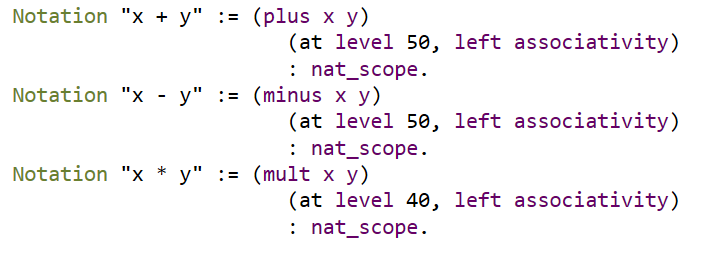 Notation "x + y" := (plus x y)
(at level 50, left associativity)
: nat_scope.
Notation "x - y" := (minus x y)
(at level 50, left associativity)
: nat_scope.
Notation "x * y" := (mult x y)
(at level 40, left associativity)
: nat_scope.